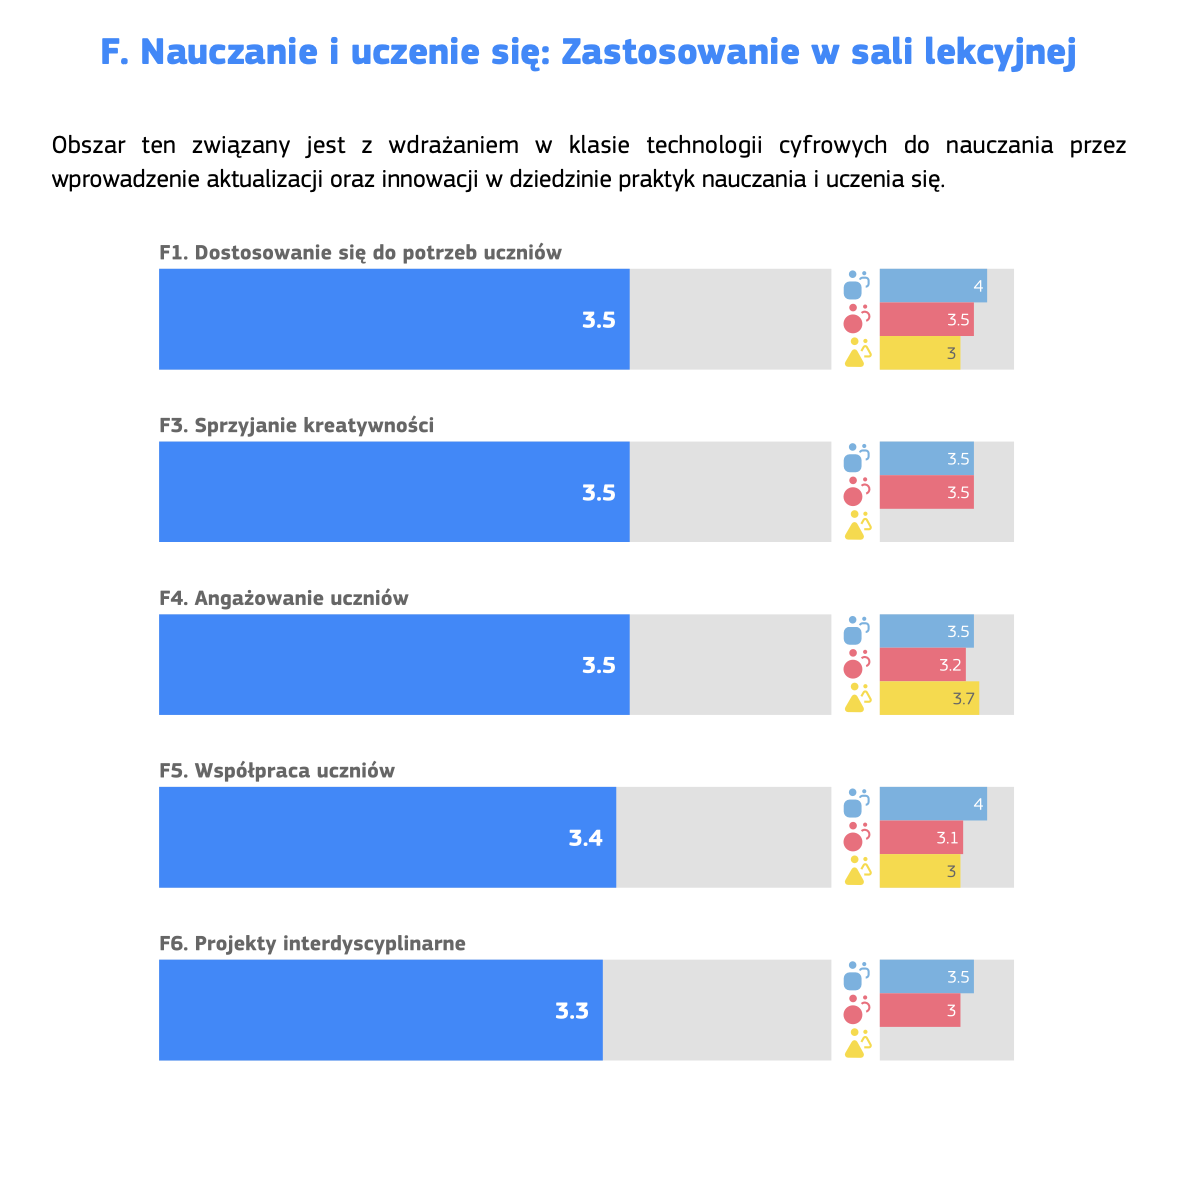 F. Nauczanie i uczenie się: Zastosowanie w sali lekcyjnej
Obszar ten związany jest z wdrażaniem w klasie technologii cyfrowych do nauczania przez
wprowadzenie aktualizacji oraz innowacji w dziedzinie praktyk nauczania i uczenia się.
F1. Dostosowanie się do potrzeb uczniów
3.5
4
3.5
3
F3. Sprzyjanie kreatywności
3.5
3.5
3.5
F4. Angażowanie uczniów
3.5
3.5
3.2
3.7
F5. Współpraca uczniów
3.4
4
3.1
3
F6. Projekty interdyscyplinarne
3.3
3.5
3